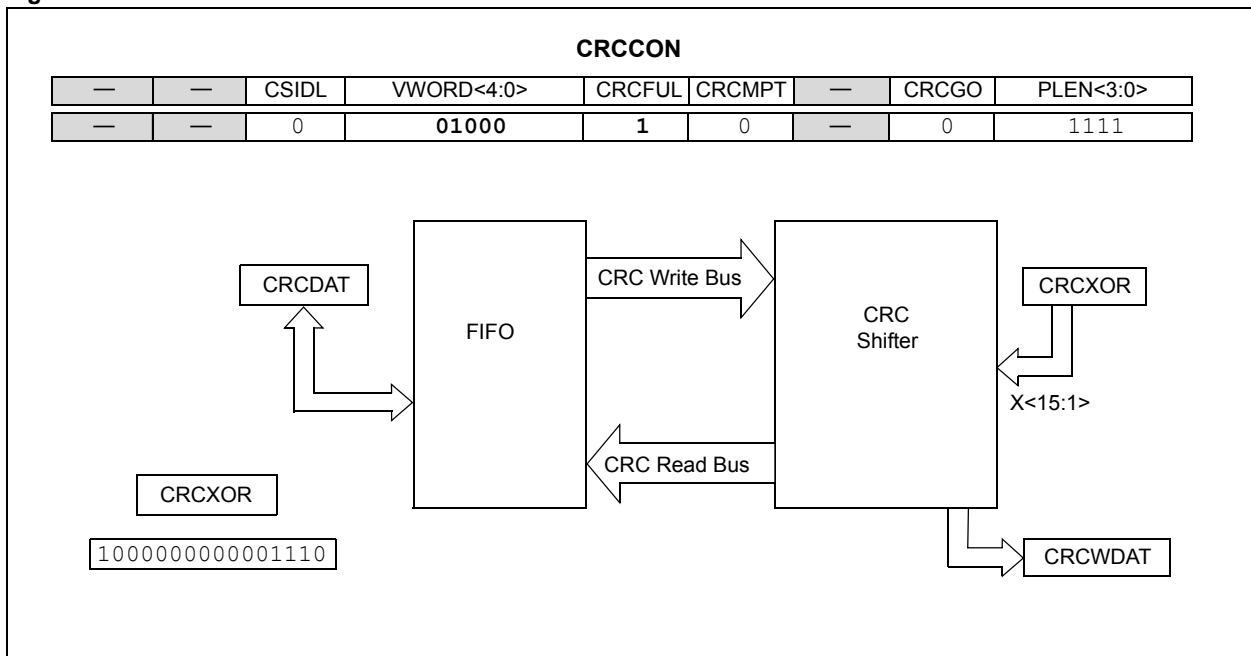 CRCCON
— — CSIDL VWORD<4:0> CRCFUL CRCMPT — CRCGO PLEN<3:0>
— — 0 01000 1 0 — 0 1111
CRCDAT
FIFO
CRC Write Bus
CRC
Shifter
CRCXOR
X<15:1>
CRC Read Bus
CRCXOR
1000000000001110
CRCWDAT